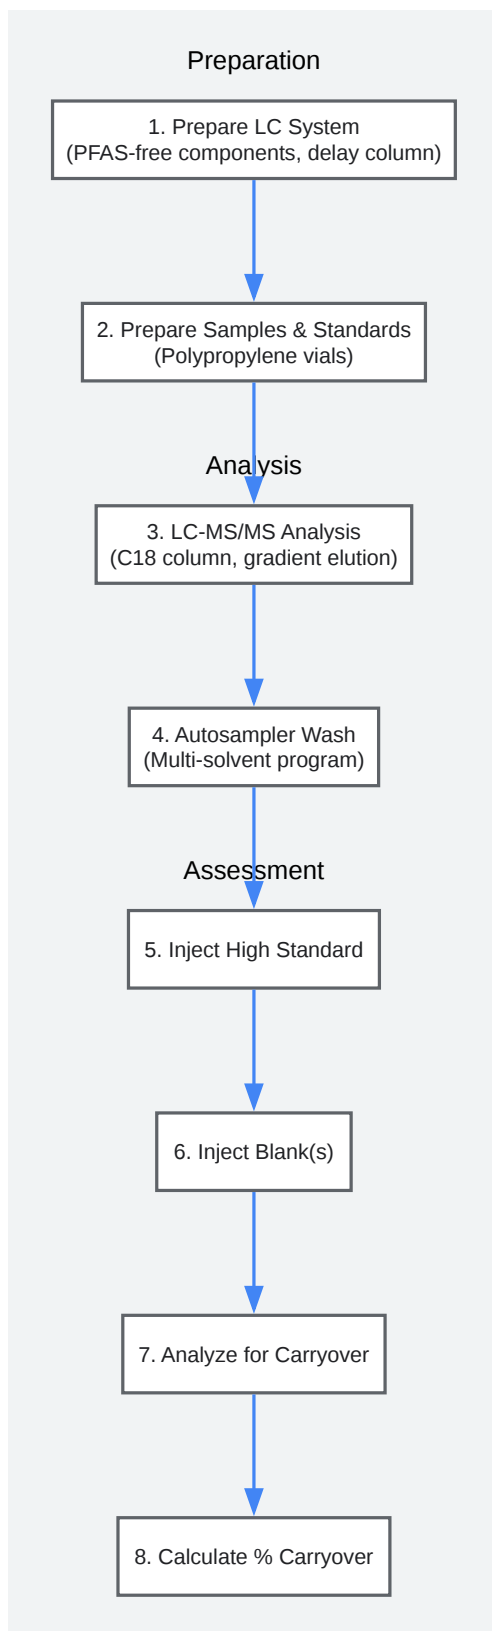 Preparation
1. Prepare LC System
(PFAS-free components, delay column)
2. Prepare Samples & Standards
(Polypropylene vials)
Analysis
3. LC-MS/MS Analysis
(C18 column, gradient elution)
4. Autosampler Wash
(Multi-solvent program)
Assessment
5. Inject High Standard
6. Inject Blank(s)
7. Analyze for Carryover
8. Calculate % Carryover